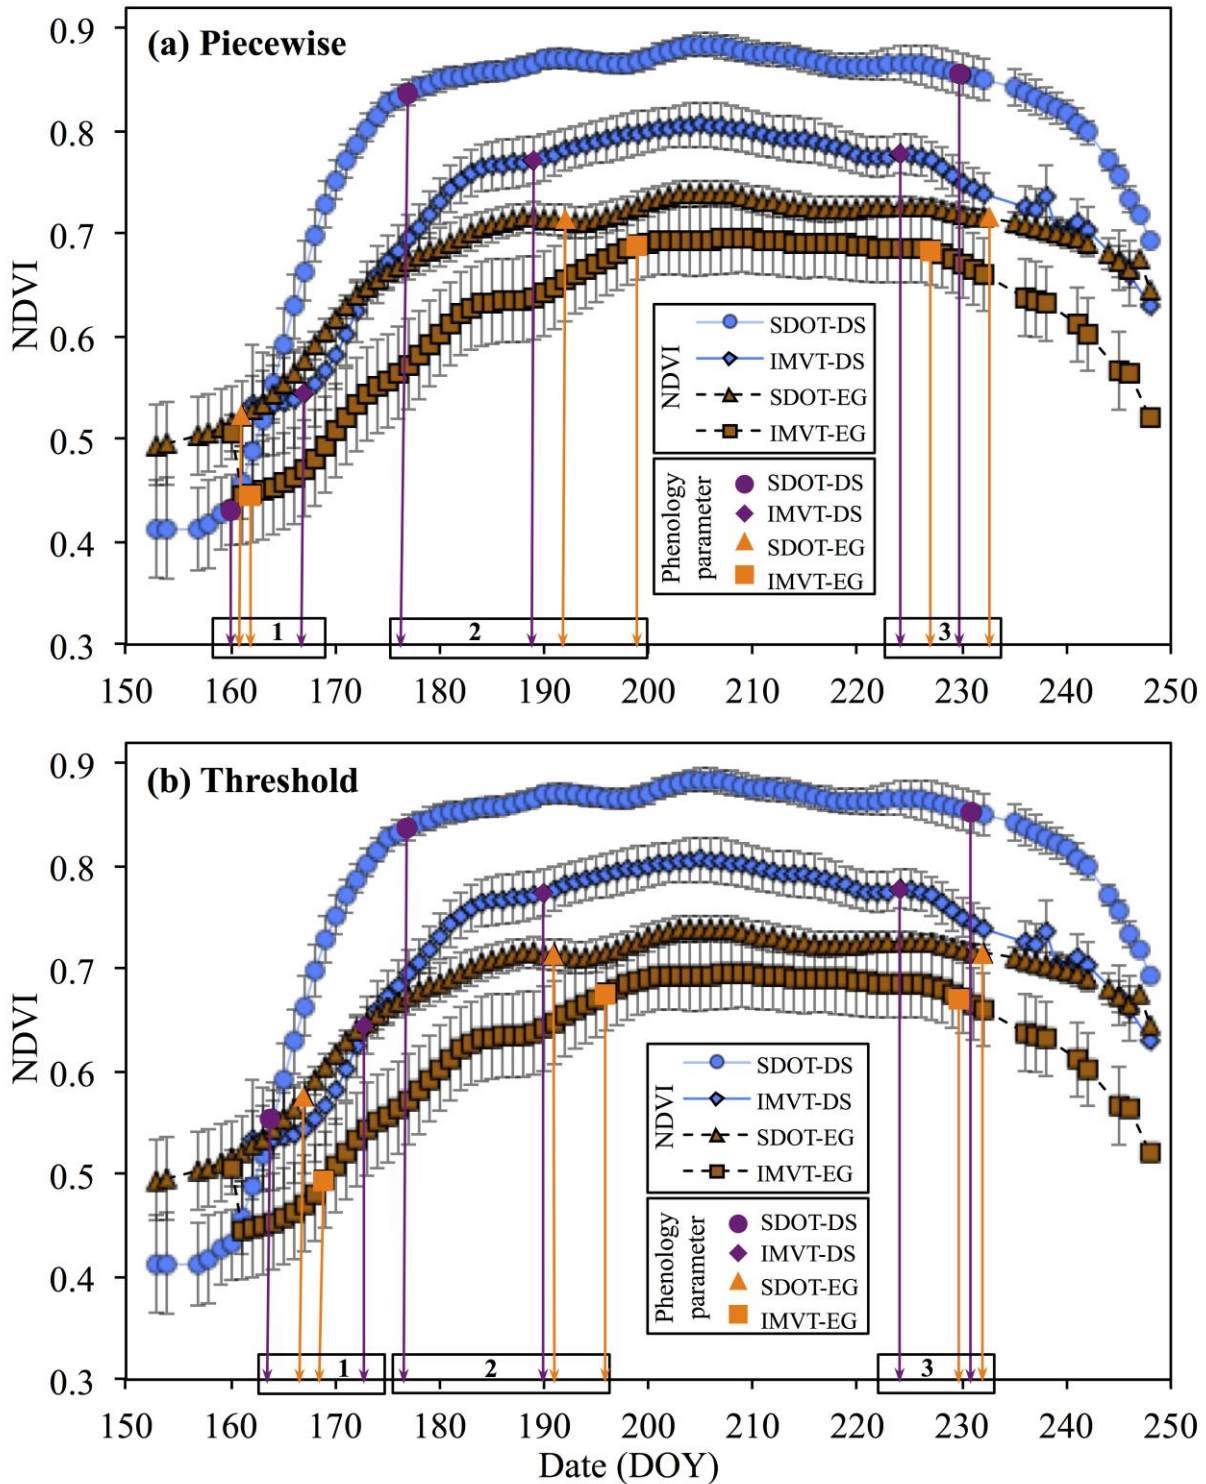 (a) Piecewise
0.9
0.8
0.7
0.6
0.5
0.4
0.3
NDVI
NDVI
SDOT-DS
IMVT-DS
SDOT-EG
IMVT-EG
Phenology
parameter
SDOT-DS
IMVT-DS
SDOT-EG
IMVT-EG
1 2 3
150 160 170 180 190 200 210 220 230 240 250
(b) Threshold
0.9
0.8
0.7
0.6
0.5
0.4
0.3
NDVI
NDVI
SDOT-DS
IMVT-DS
SDOT-EG
IMVT-EG
Phenology
parameter
SDOT-DS
IMVT-DS
SDOT-EG
IMVT-EG
1 2 3
150 160 170 180 190 200 210 220 230 240 250
Date (DOY)